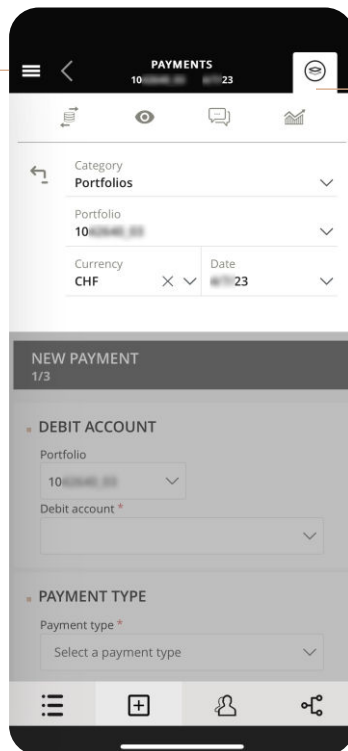 PAYMENTS
10 23
Category
Portfolios
Portfolio
10
Currency
CHF
Date
23
NEW PAYMENT
1/3
DEBIT ACCOUNT
Portfolio
10
Debit account *
PAYMENT TYPE
Payment type *
Select a payment type